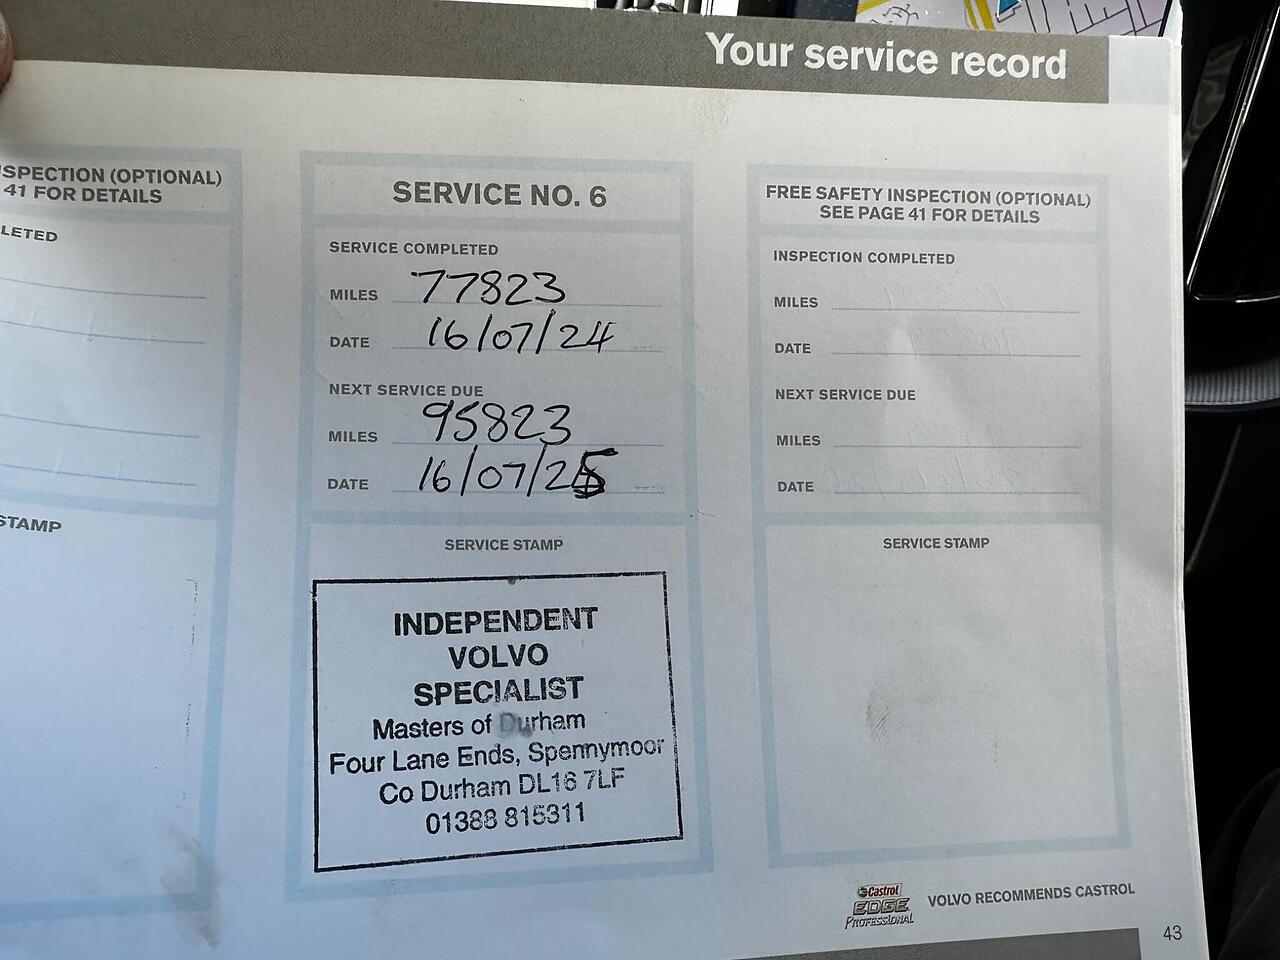 Your service record
SPECTION (OPTIONAL)
41 FOR DETAILS
LETED
STAMP
SERVICE NO. 6
SERVICE COMPLETED
MILES 77823
DATE 16/07/24
NEXT SERVICE DUE
MILES 95823
DATE 16/07/25
SERVICE STAMP
INDEPENDENT
VOLVO
SPECIALIST
Masters of Durham
Four Lane Ends, Spennymoor
Co Durham DL16 7LF
01388 815311
FREE SAFETY INSPECTION (OPTIONAL)
SEE PAGE 41 FOR DETAILS
INSPECTION COMPLETED
MILES
DATE
NEXT SERVICE DUE
MILES
DATE
SERVICE STAMP
Castrol
EDGE
PROFESSIONAL
VOLVO RECOMMENDS CASTROL
43